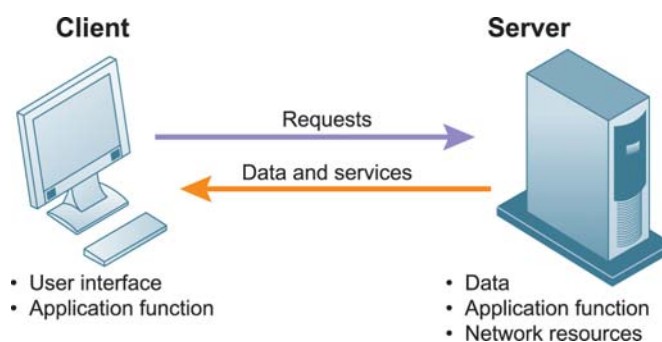 Client
Server
Requests
Data and services
• User interface
• Application function
• Data
• Application function
• Network resources